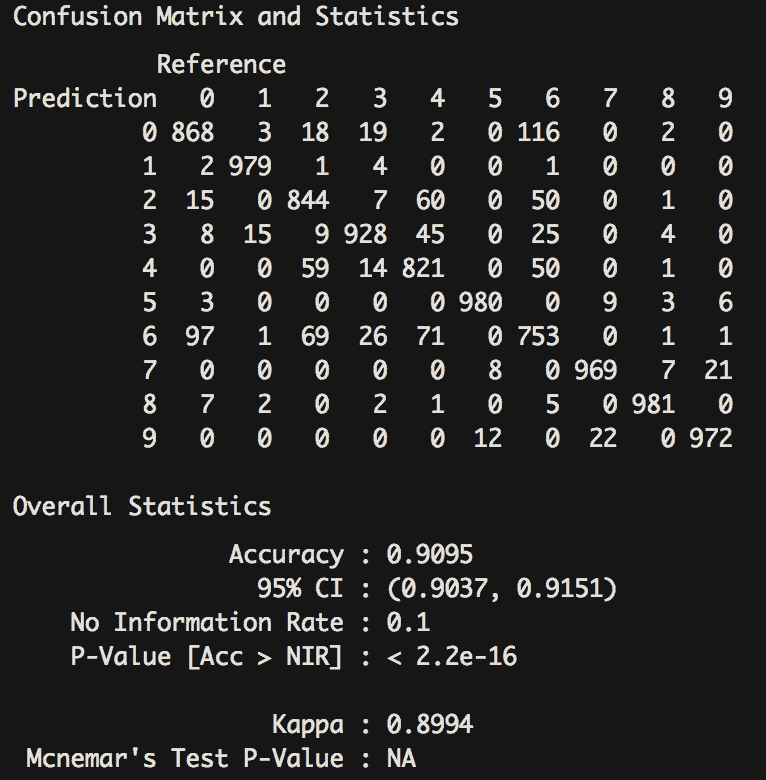 Confusion Matrix and Statistics
Reference
Prediction 0 1 2 3 4 5 6 7 8 9
0 868 3 18 19 2 0 116 0 2 0
1 2 979 1 4 0 0 1 0 0 0
2 15 0 844 7 60 0 50 0 1 0
3 8 15 9 928 45 0 25 0 4 0
4 0 0 59 14 821 0 50 0 1 0
5 3 0 0 0 0 980 0 9 3 6
6 97 1 69 26 71 0 753 0 1 1
7 0 0 0 0 0 8 0 969 7 21
8 7 2 0 2 1 0 5 0 981 0
9 0 0 0 0 0 12 0 22 0 972
Overall Statistics
Accuracy : 0.9095
95% CI : (0.9037, 0.9151)
No Information Rate : 0.1
P-Value [Acc > NIR] : < 2.2e-16
Kappa : 0.8994
Mcnemar's Test P-Value : NA